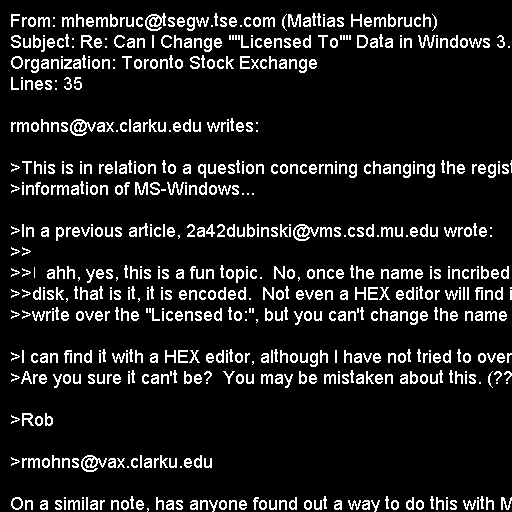 From: mhembruc@tsegw.tse.com (Mattias Hembruch)
Subject: Re: Can I Change ""Licensed To"" Data in Windows 3.
Organization: Toronto Stock Exchange
Lines: 35
rmohns@vax.clarku.edu writes:
>This is in relation to a question concerning changing the regist
>information of MS-Windows...
>In a previous article, 2a42dubinski@vms.csd.mu.edu wrote:
>>
>>| ahh, yes, this is a fun topic.  No, once the name is incribed
>>disk, that is it, it is encoded.  Not even a HEX editor will find i
>>write over the "Licensed to:", but you can't change the name
>I can find it with a HEX editor, although I have not tried to over
>Are you sure it can't be?  You may be mistaken about this. (??
>Rob
>rmohns@vax.clarku.edu
On a similar note, has anyone found out a way to do this with M